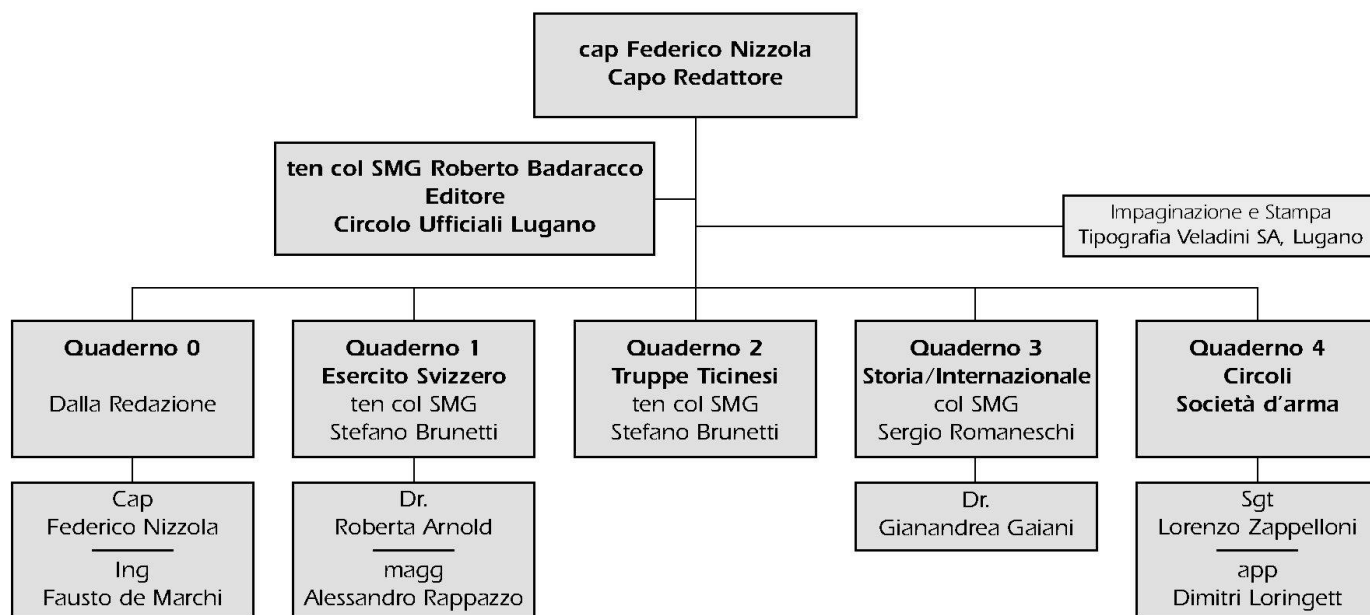 cap Federico Nizzola
Capo Redattore
ten col SMG Roberto Badaracco
Editore
Circolo Ufficiali Lugano
Impaginazione e Stampa
Tipografia Veladini SA, Lugano
Quaderno 0
Dalla Redazione
Quaderno 1
Esercito Svizzero
ten col SMG
Stefano Brunetti
Quaderno 2
Truppe Ticinesi
ten col SMG
Stefano Brunetti
Quaderno 3
Storia/Internazionale
col SMG
Sergio Romaneschi
Quaderno 4
Circoli
Società d'arma
Cap
Federico Nizzola
Ing
Fausto de Marchi
Dr.
Roberta Arnold
magg
Alessandro Rappazzo
Dr.
Gianandrea Gaiani
Sgt
Lorenzo Zappelloni
app
Dimitri Loringett